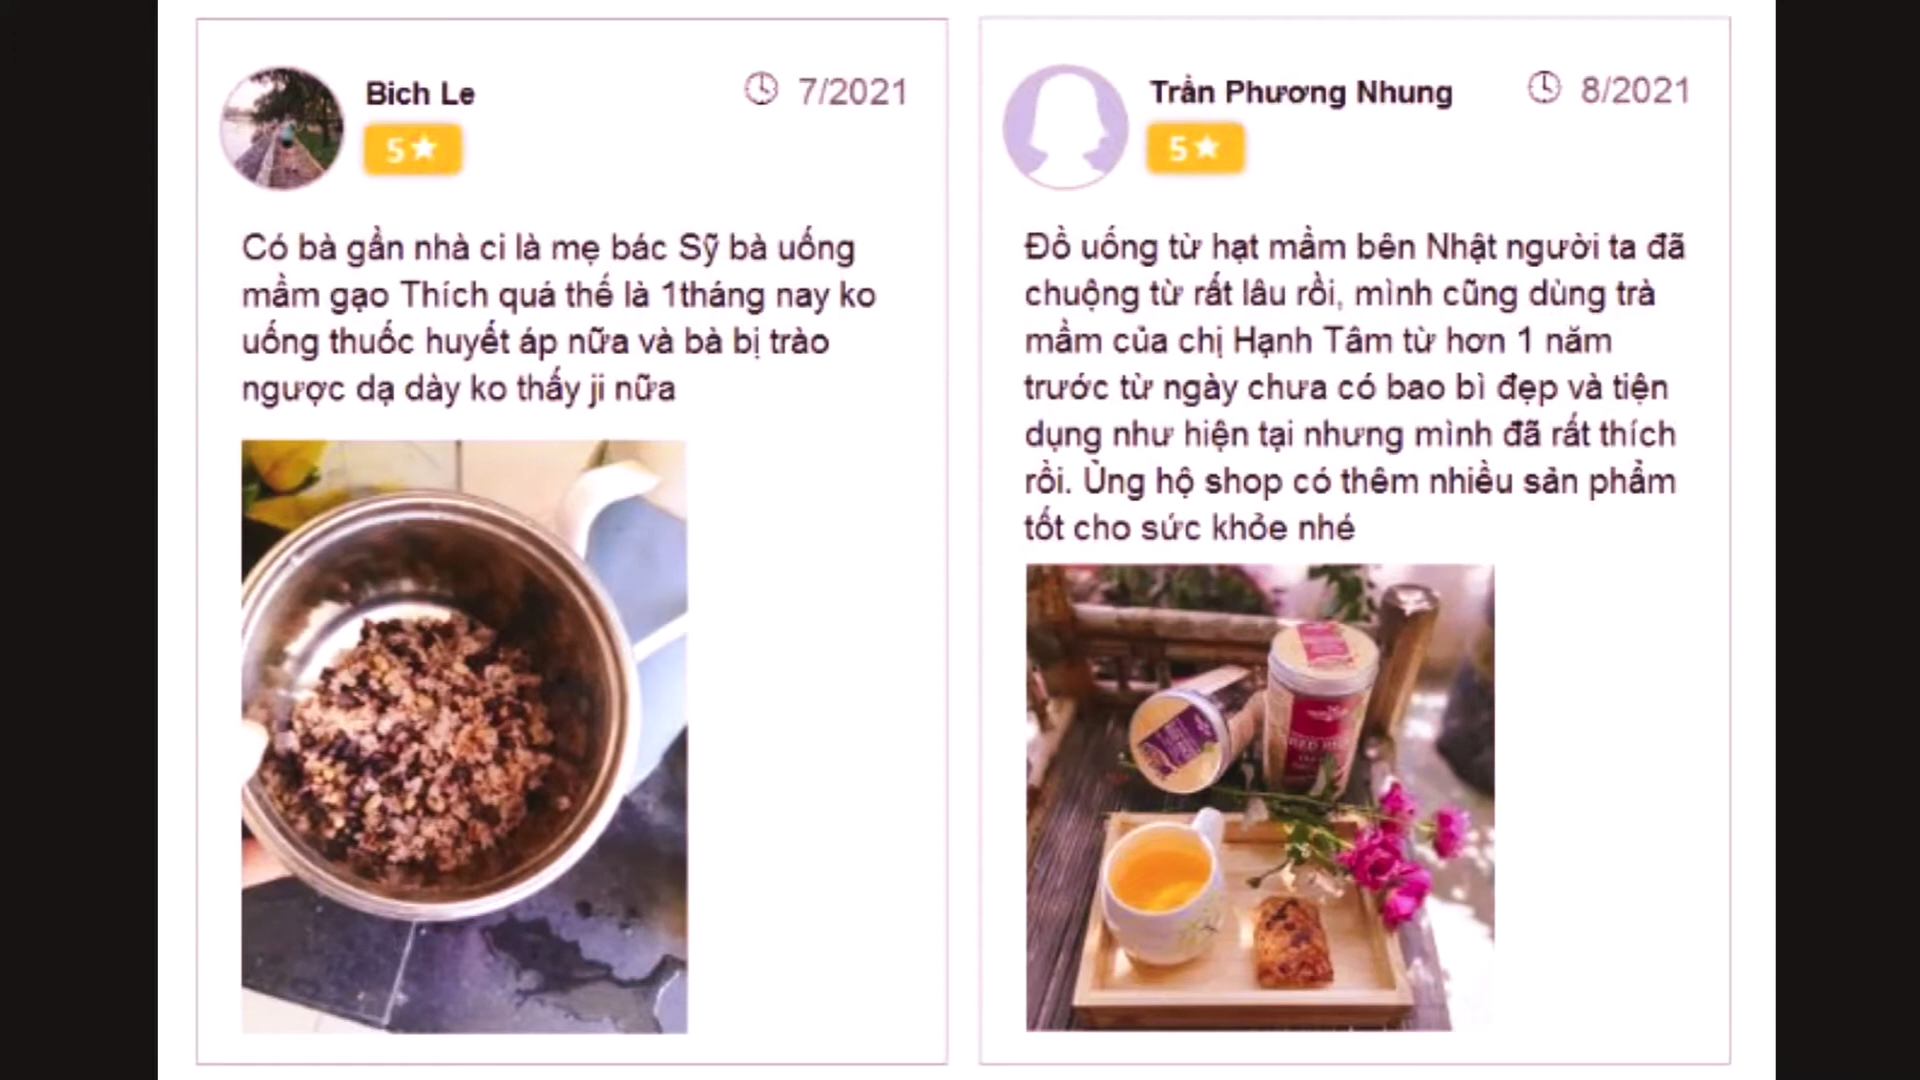 Bich Le
7/2021
5★
Có bà gần nhà ci là mẹ bác Sỹ bà uống
mầm gạo Thích quá thế là 1tháng nay ko
uống thuốc huyết áp nữa và bà bị trào
ngược dạ dày ko thấy ji nữa
Trần Phương Nhung
8/2021
5★
Đồ uống từ hạt mầm bên Nhật người ta đã
chuộng từ rất lâu rồi, mình cũng dùng trà
mầm của chị Hạnh Tâm từ hơn 1 năm
trước từ ngày chưa có bao bì đẹp và tiện
dụng như hiện tại nhưng mình đã rất thích
rồi. Ủng hộ shop có thêm nhiều sản phẩm
tốt cho sức khỏe nhé